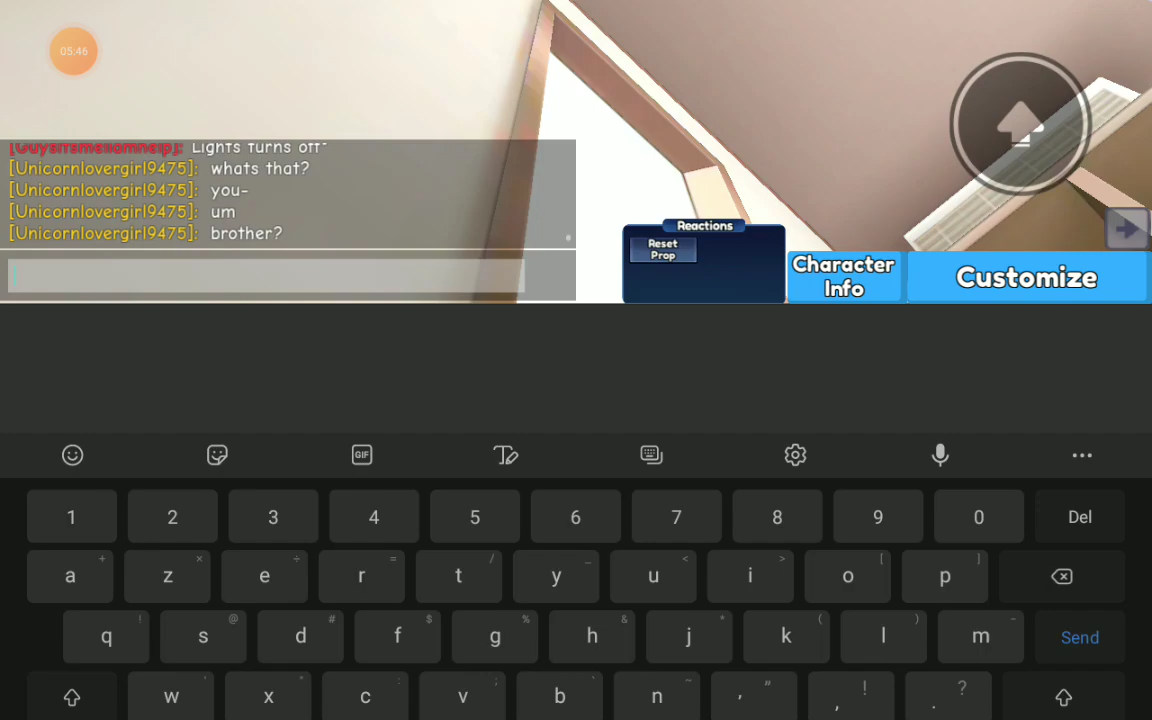 05:46
Lights turns off*
[Unicornlovergirl9475]: whats that?
[Unicornlovergirl9475]: you-
[Unicornlovergirl9475]: um
[Unicornlovergirl9475]: brother?
Reactions
Reset
Prop
Character
Info
Customize
GIF
1 2 3 4 5 6 7 8 9 0 Del
a + z × e ÷ r = t / y _ u < i > o [ p ]
q ! s @ d # f $ g % h & j * k ( l ) m - Send
w ' x " c : v ; b ` n ~ ' " , ! . ?